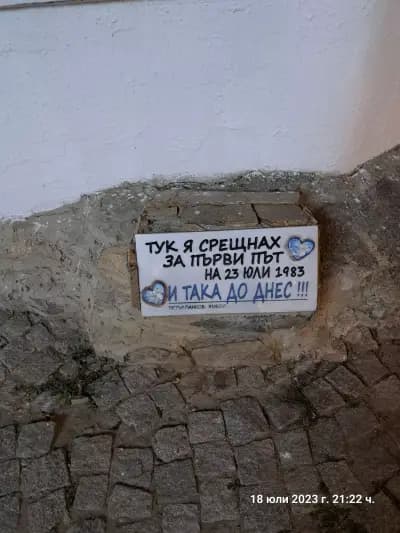 ТУК Я СРЕЩНАХ
ЗА ПЪРВИ ПЪТ
НА 23 ЮЛИ 1983
И ТАКА ДО ДНЕС !!!
18 юли 2023 г. 21:22 ч.